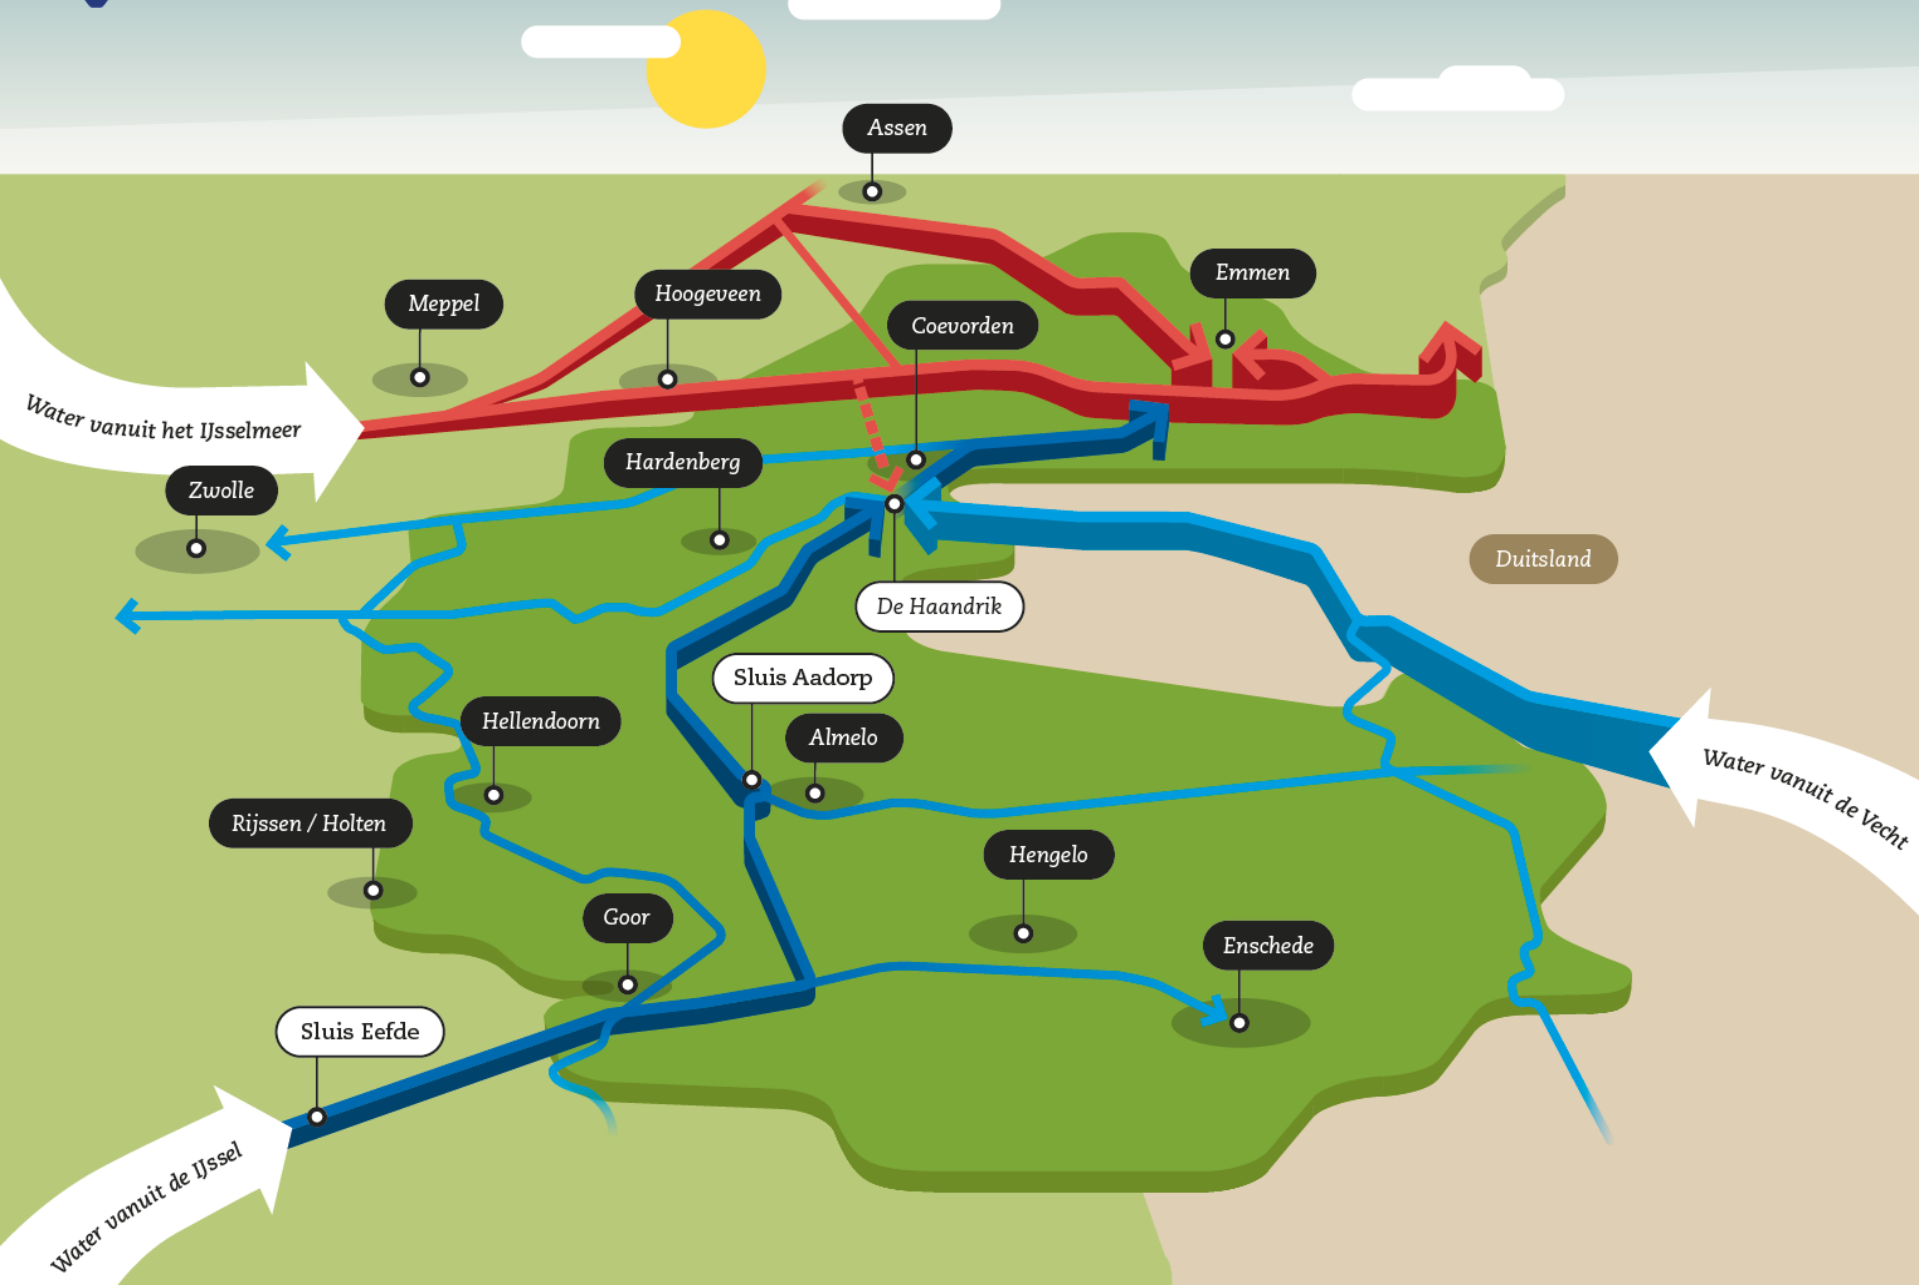 Assen
Emmen
Meppel
Hoogeveen
Coevorden
Water vanuit het IJsselmeer
Hardenberg
Zwolle
Duitsland
De Haandrik
Sluis Aadorp
Hellendoorn
Almelo
Water vanuit de Vecht
Rijssen / Holten
Hengelo
Goor
Enschede
Sluis Eefde
Water vanuit de IJssel